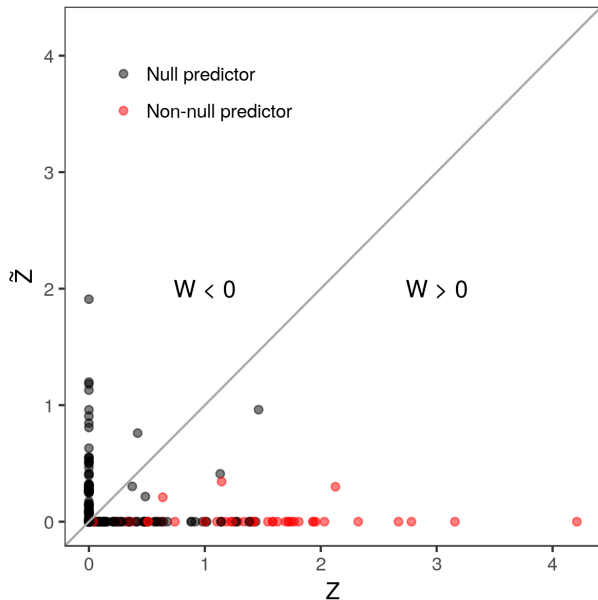 4
Null predictor
Non-null predictor
3
Z̃
2
W < 0
W > 0
1
0
0 1 2 3 4
Z